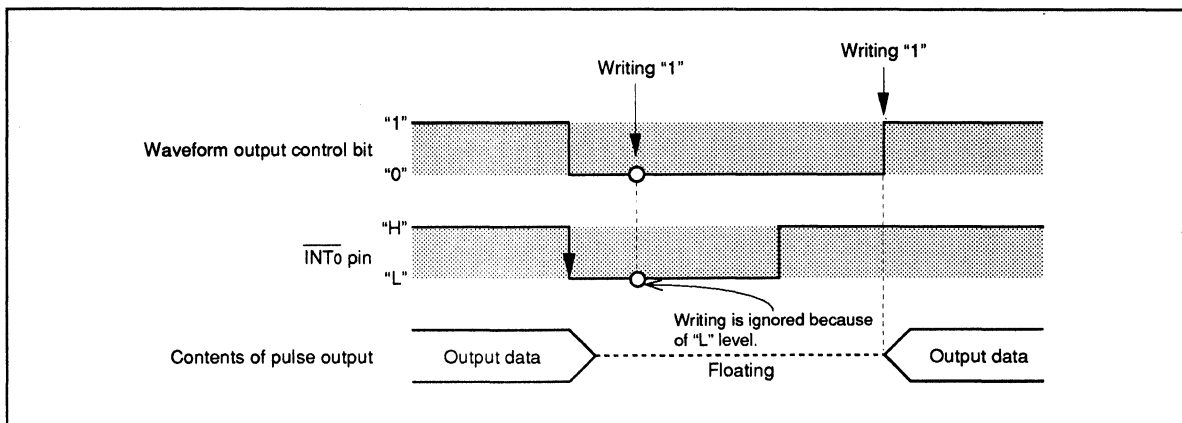 Writing “1”
Writing “1”
“1”
Waveform output control bit
“0”
“H”
INT0 pin
“L”
Writing is ignored because
of “L” level.
Contents of pulse output
Output data
Floating
Output data